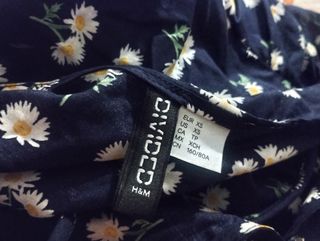 DIVIDED
H&M
EUR XS
US XS
CA TP
MX XCH
CN 160/80A